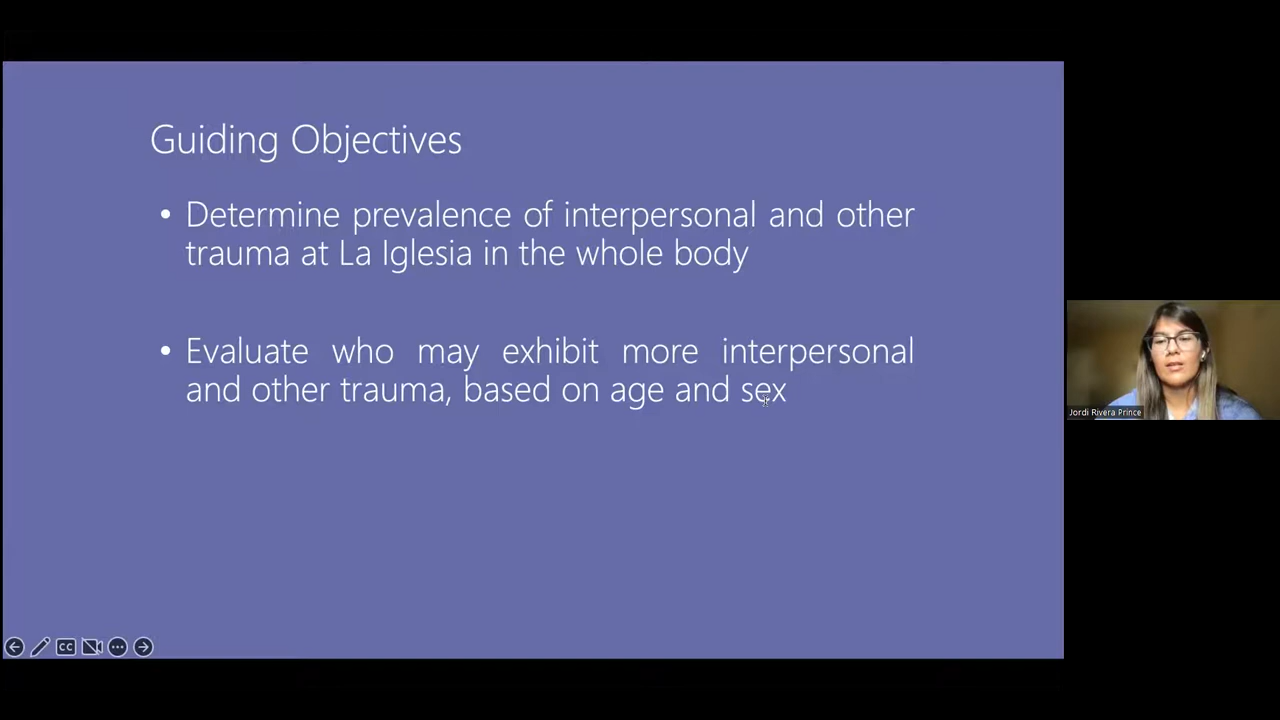 Guiding Objectives
• Determine prevalence of interpersonal and other
trauma at La Iglesia in the whole body
• Evaluate who may exhibit more interpersonal
and other trauma, based on age and sex
Jordi Rivera Prince
CC